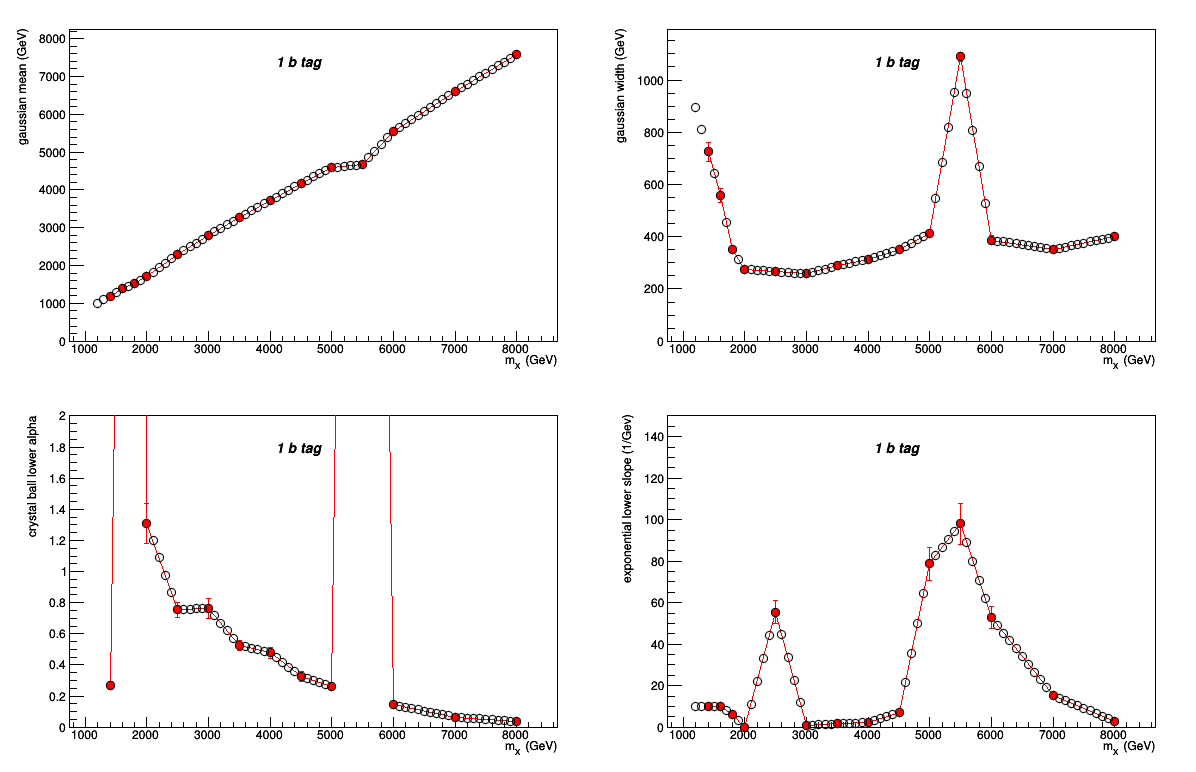 gaussian mean (GeV)
8000
7000
6000
5000
4000
3000
2000
1000
0
1 b tag
1000 2000 3000 4000 5000 6000 7000 8000
mx (GeV)
gaussian width (GeV)
1000
800
600
400
200
0
1 b tag
1000 2000 3000 4000 5000 6000 7000 8000
mx (GeV)
crystal ball lower alpha
2
1.8
1.6
1.4
1.2
1
0.8
0.6
0.4
0.2
0
1 b tag
1000 2000 3000 4000 5000 6000 7000 8000
mx (GeV)
exponential lower slope (1/Gev)
140
120
100
80
60
40
20
0
1 b tag
1000 2000 3000 4000 5000 6000 7000 8000
mx (GeV)